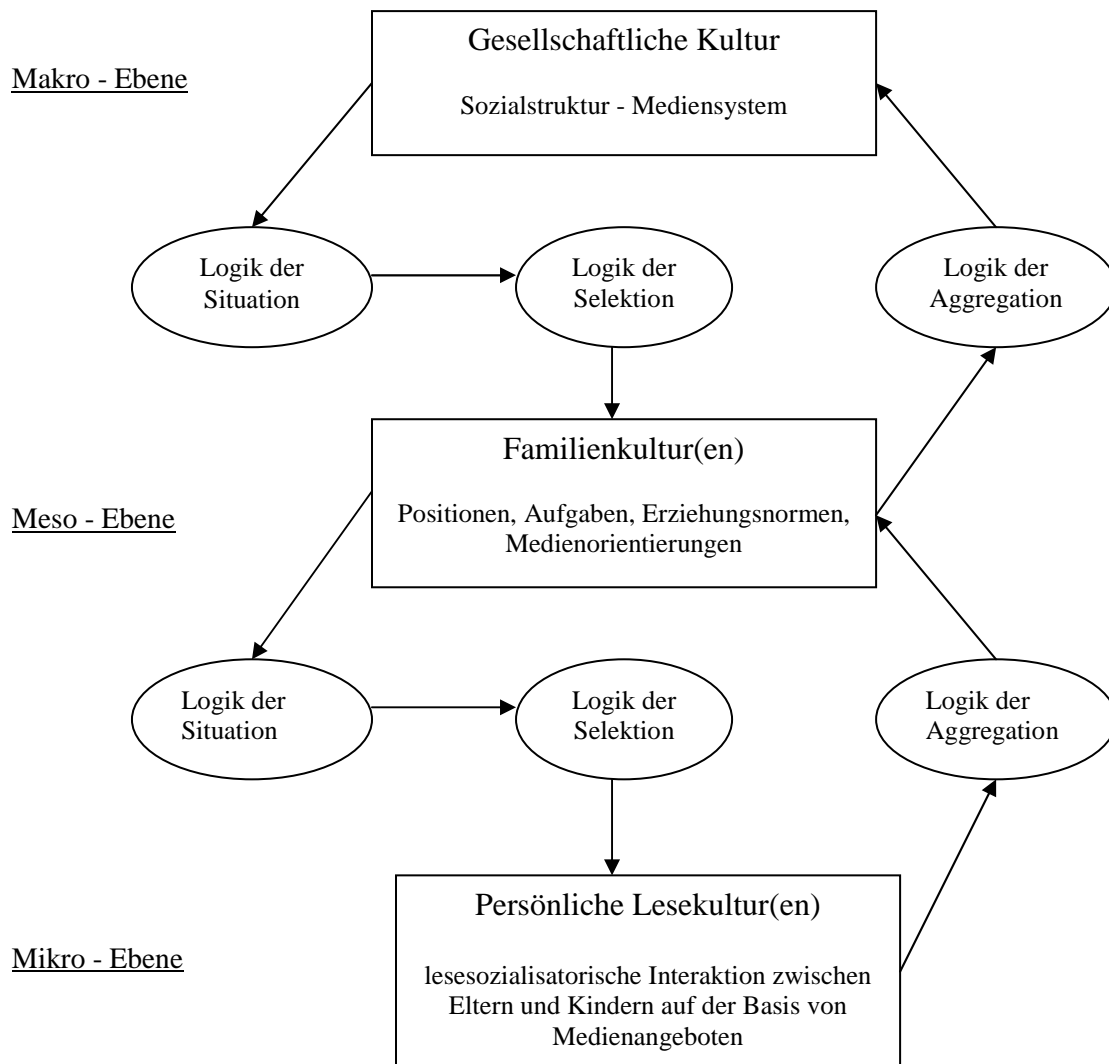 Gesellschaftliche Kultur
Makro - Ebene
Sozialstruktur - Mediensystem
Logik der
Situation
Logik der
Selektion
Logik der
Aggregation
Familienkultur(en)
Meso - Ebene
Positionen, Aufgaben, Erziehungsnormen,
Medienorientierungen
Logik der
Situation
Logik der
Selektion
Logik der
Aggregation
Persönliche Lesekultur(en)
Mikro - Ebene
lesesozialisatorische Interaktion zwischen
Eltern und Kindern auf der Basis von
Medienangeboten